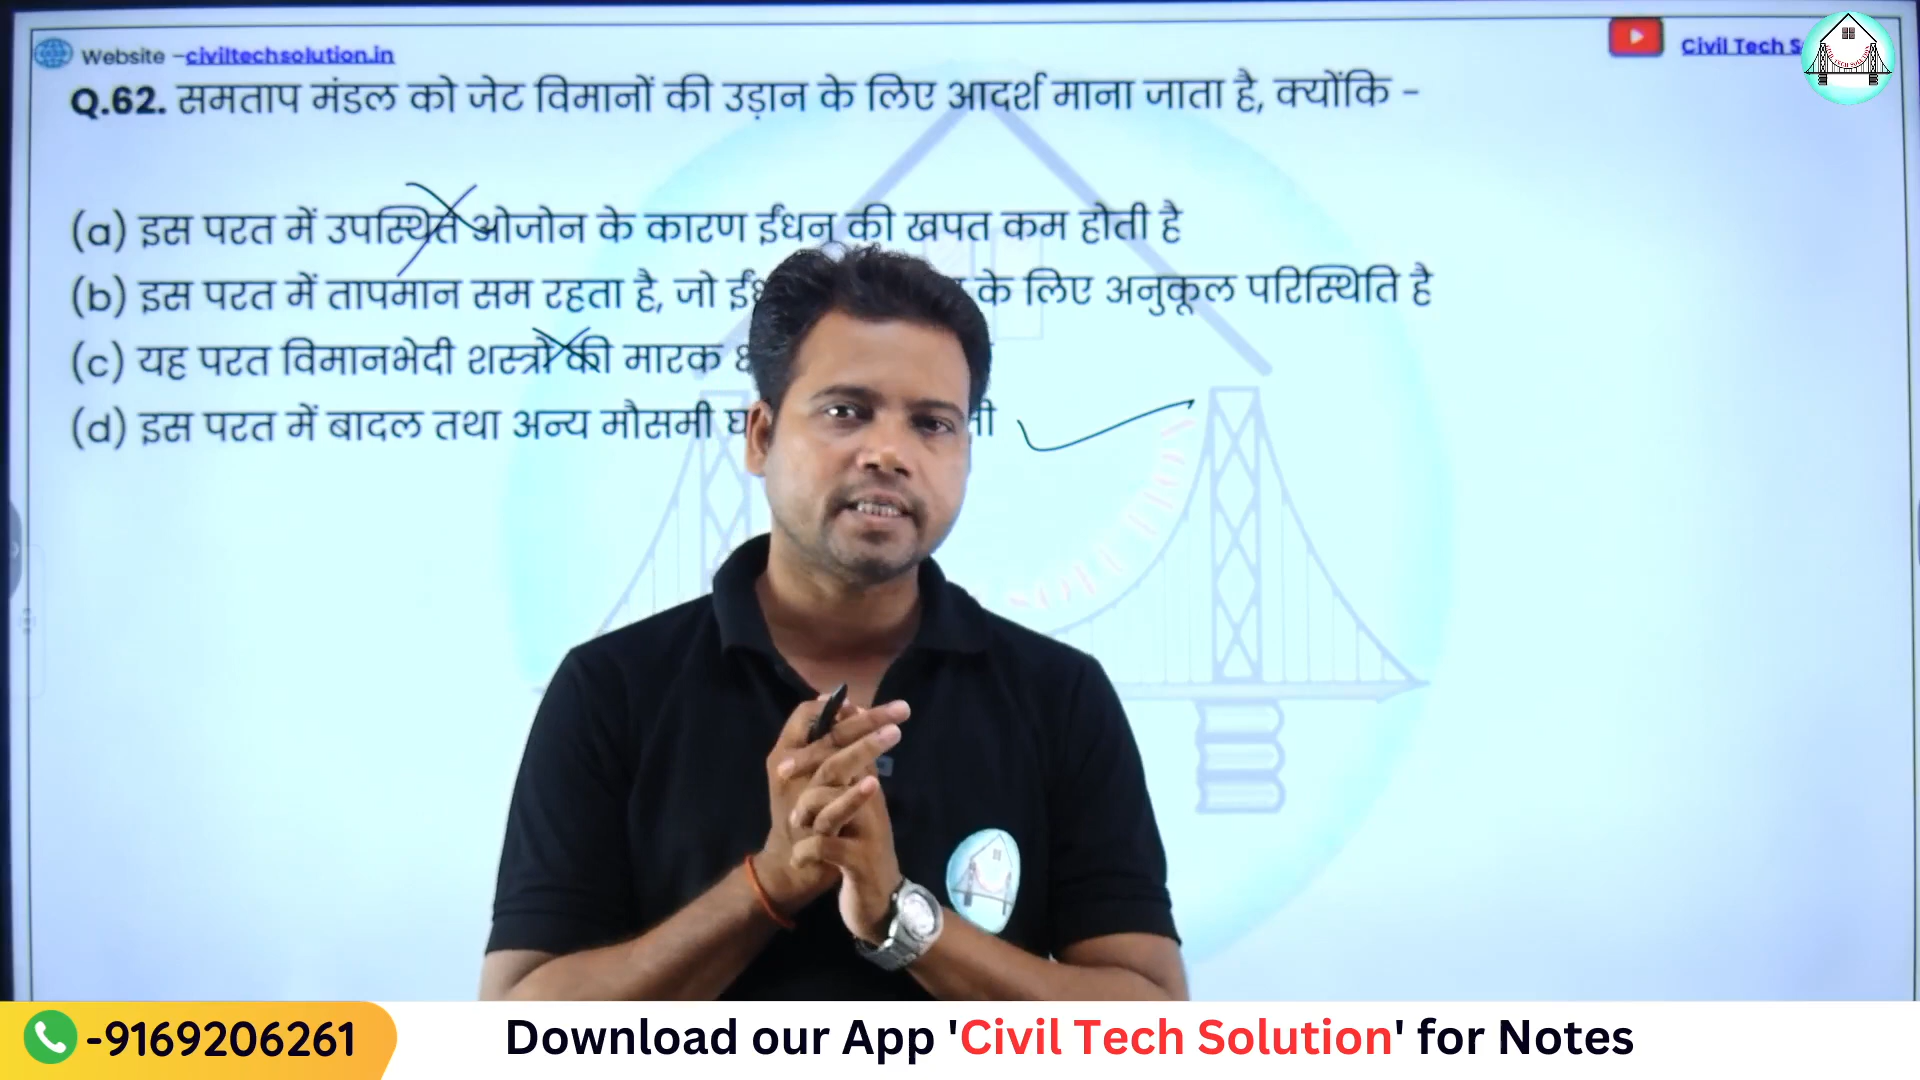 Website -civiltechsolution.in
Civil Tech S
Q.62. समताप मंडल को जेट विमानों की उड़ान के लिए आदर्श माना जाता है, क्योंकि -
(a) इस परत में उपस्थित ओजोन के कारण ईंधन की खपत कम होती है
(b) इस परत में तापमान सम रहता है, जो के लिए अनुकूल परिस्थिति है
(c) यह परत विमानभेदी शस्त्रों की मारक
(d) इस परत में बादल तथा अन्य मौसमी
-9169206261
Download our App 'Civil Tech Solution' for Notes